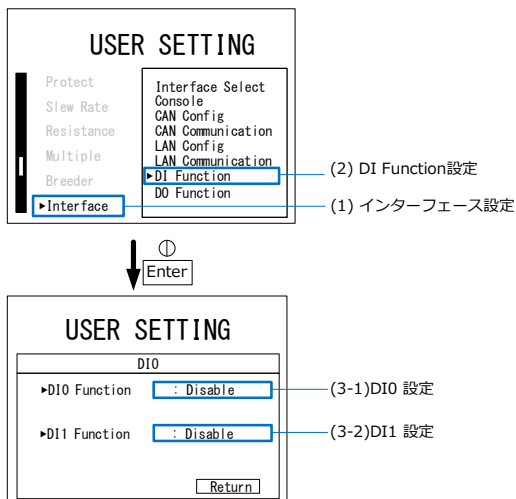 USER SETTING
Protect
Slew Rate
Resistance
Multiple
Breeder
▶Interface
Interface Select
Console
CAN Config
CAN Communication
LAN Config
LAN Communication
▶DI Function
DO Function
(2) DI Function設定
(1) インターフェース設定
Enter
USER SETTING
DIO
▶DI0 Function : Disable
(3-1)DI0 設定
▶DI1 Function : Disable
(3-2)DI1 設定
Return